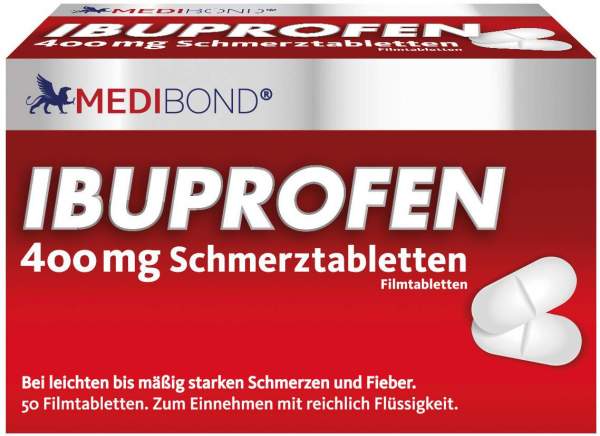 MEDIBOND®
IBUPROFEN
400 mg Schmerztabletten
Filmtabletten
MEDIBOND®
IBUPROFEN
400 mg Schmerztabletten
Filmtabletten
Bei leichten bis mäßig starken Schmerzen und Fieber.
50 Filmtabletten. Zum Einnehmen mit reichlich Flüssigkeit.